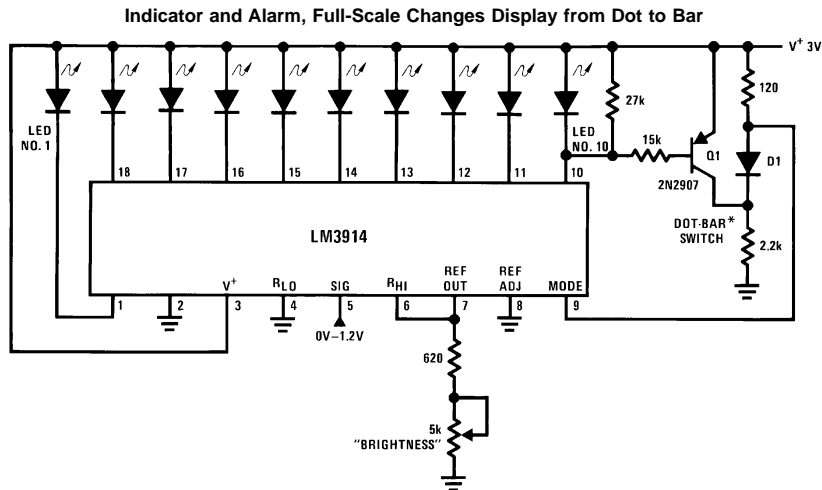 Indicator and Alarm, Full-Scale Changes Display from Dot to Bar
V+ 3V
120
27k
LED
NO. 1
LED
NO. 10
15k
Q1
2N2907
D1
DOT-BAR*
SWITCH
2.2k
18 17 16 15 14 13 12 11 10
LM3914
V+ RLO SIG RHI REF OUT REF ADJ MODE
1 2 3 4 5 6 7 8 9
0V–1.2V
620
5k
"BRIGHTNESS"